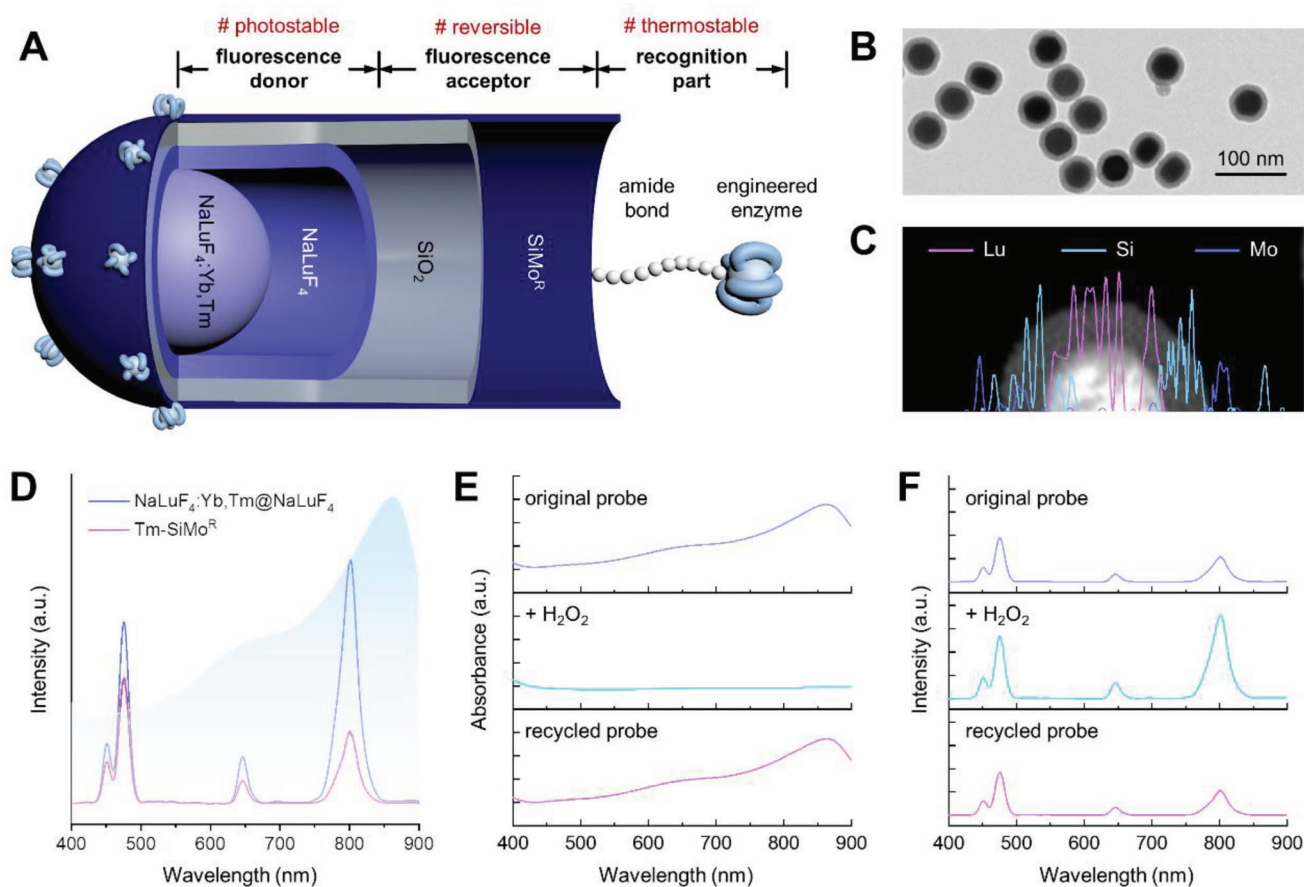 A
# photostable
# reversible
# thermostable
fluorescence donor
fluorescence acceptor
recognition part
NaLuF₄:Yb,Tm
NaLuF₄
SiO₂
SiMoᴿ
amide bond
engineered enzyme
B
100 nm
C
Lu
Si
Mo
D
NaLuF₄:Yb,Tm@NaLuF₄
Tm-SiMoᴿ
Intensity (a.u.)
400 500 600 700 800 900
Wavelength (nm)
E
original probe
+ H₂O₂
recycled probe
Absorbance (a.u.)
400 500 600 700 800 900
Wavelength (nm)
F
original probe
+ H₂O₂
recycled probe
Intensity (a.u.)
400 500 600 700 800 900
Wavelength (nm)